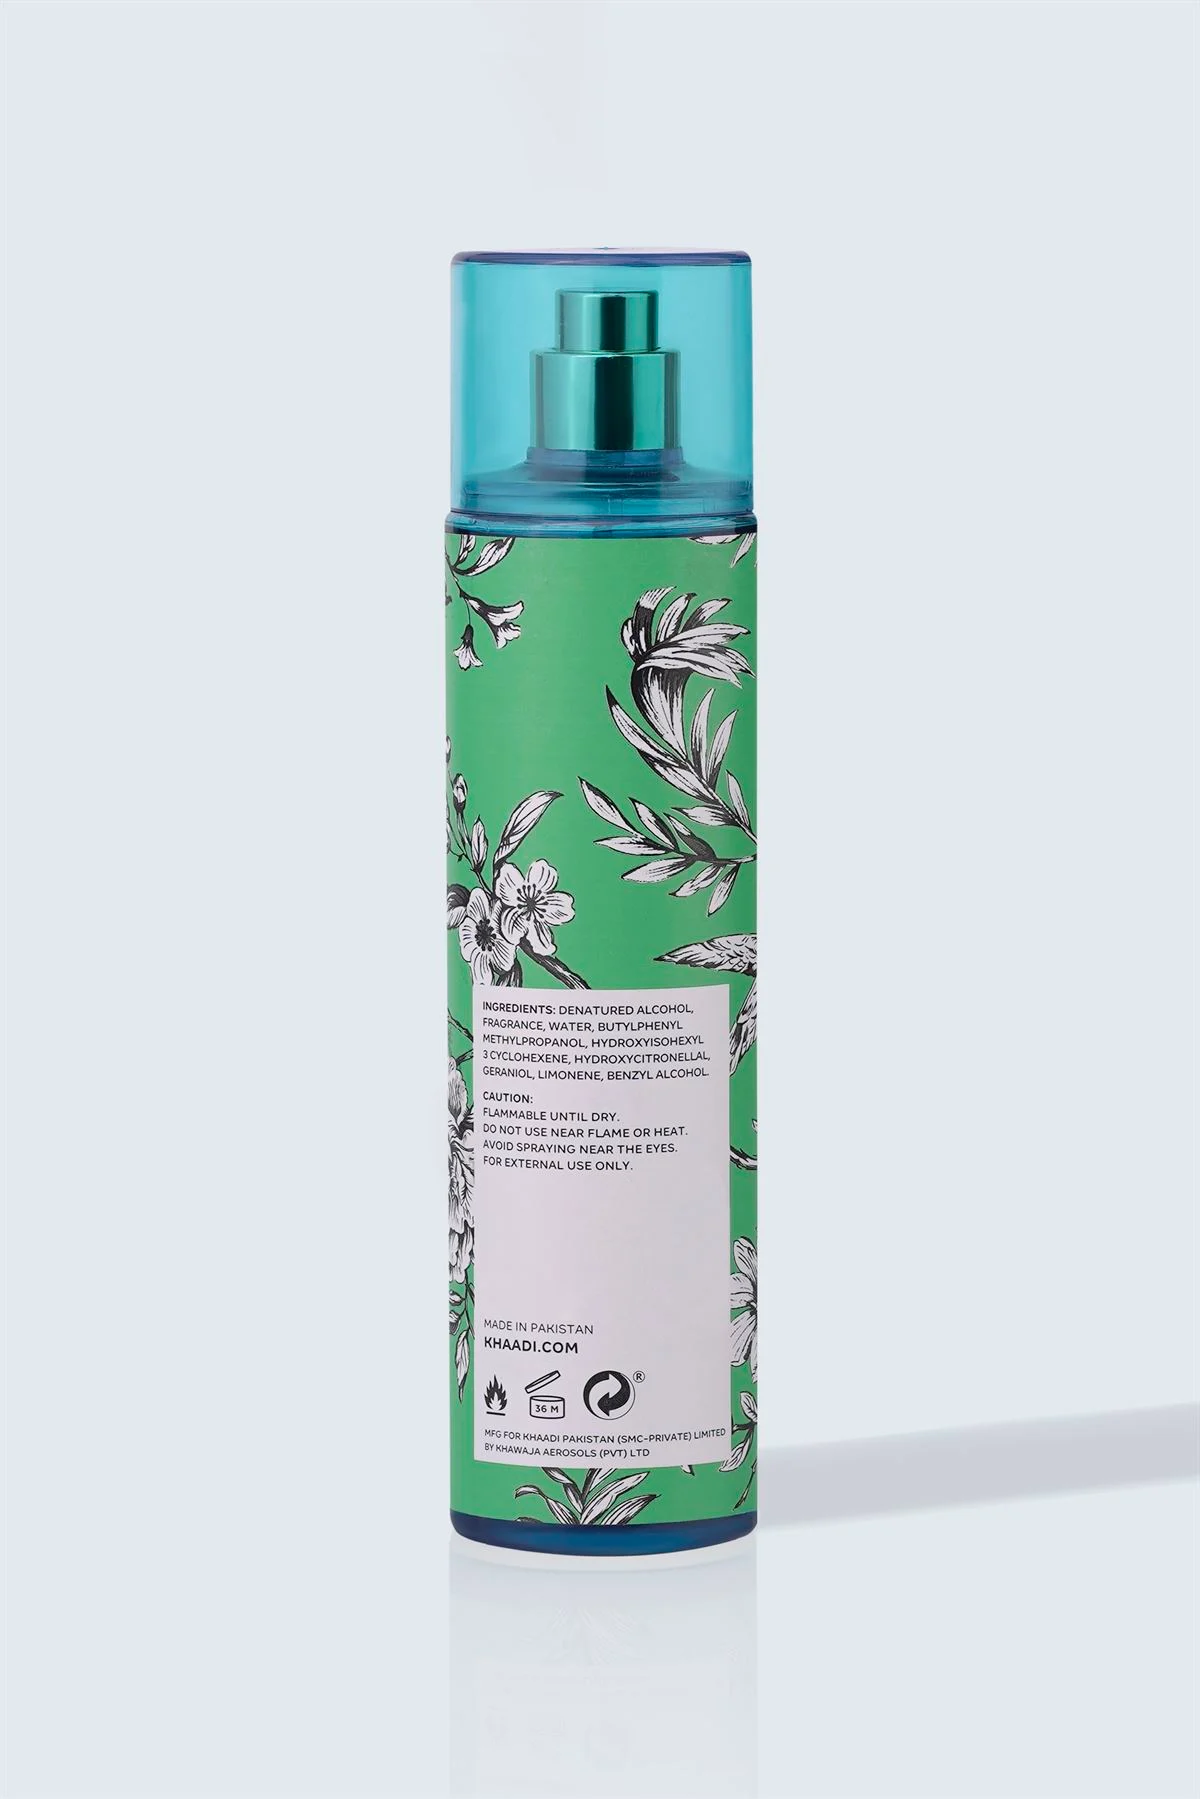 INGREDIENTS: DENATURED ALCOHOL,
FRAGRANCE, WATER, BUTYLPHENYL
METHYLPROPANOL, HYDROXYISOHEXYL
3 CYCLOHEXENE, HYDROXYCITRONELLAL,
GERANIOL, LIMONENE, BENZYL ALCOHOL.
CAUTION:
FLAMMABLE UNTIL DRY.
DO NOT USE NEAR FLAME OR HEAT.
AVOID SPRAYING NEAR THE EYES.
FOR EXTERNAL USE ONLY.
MADE IN PAKISTAN
KHAADI.COM
36 M ®
MFG FOR KHAADI PAKISTAN (SMC-PRIVATE) LIMITED
BY KHAWAJA AEROSOLS (PVT) LTD